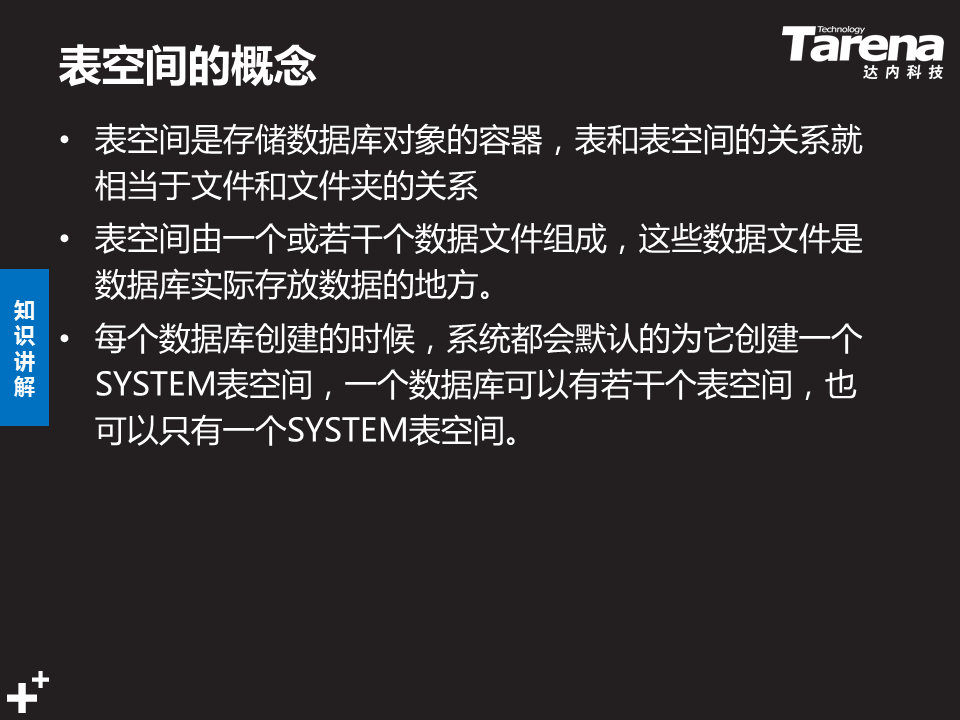 表空间的概念
Technology
Tarena
达内科技
• 表空间是存储数据库对象的容器，表和表空间的关系就
相当于文件和文件夹的关系
• 表空间由一个或若干个数据文件组成，这些数据文件是
数据库实际存放数据的地方。
• 每个数据库创建的时候，系统都会默认的为它创建一个
SYSTEM表空间，一个数据库可以有若干个表空间，也
可以只有一个SYSTEM表空间。
知
识
讲
解